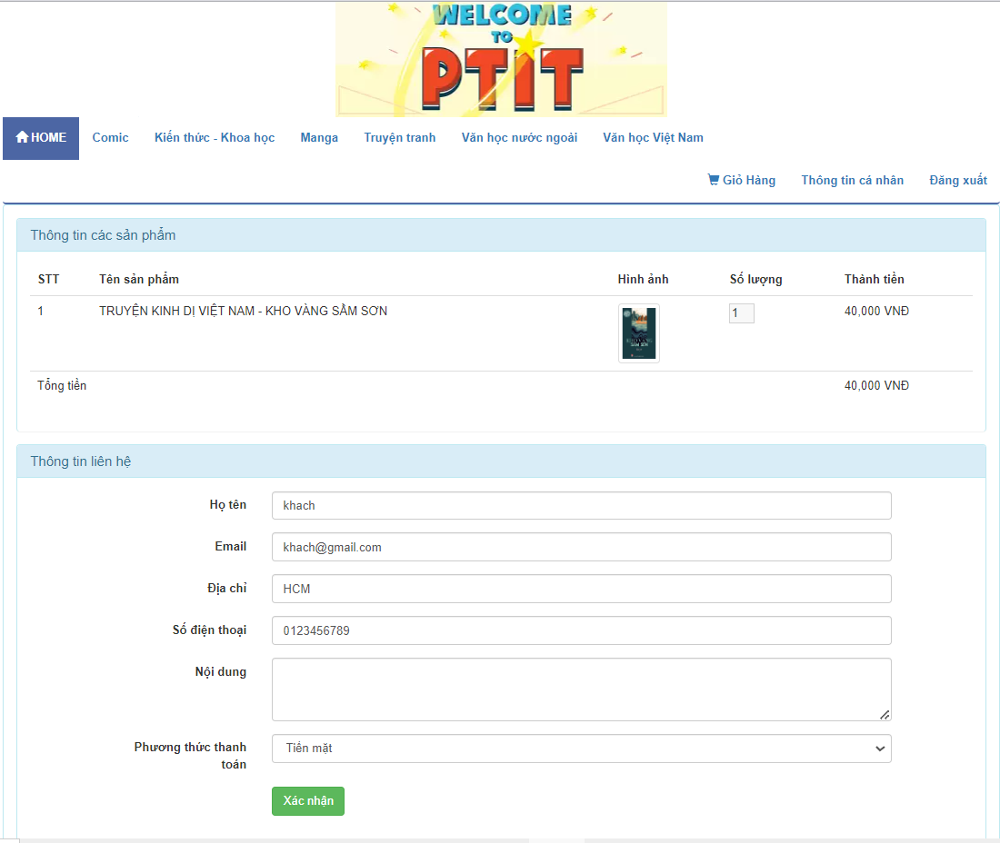 WELCOME
TO
PTIT
HOME Comic Kiến thức - Khoa học Manga Truyện tranh Văn học nước ngoài Văn học Việt Nam
Giỏ Hàng Thông tin cá nhân Đăng xuất
Thông tin các sản phẩm
STT Tên sản phẩm Hình ảnh Số lượng Thành tiền
1 TRUYỆN KINH DỊ VIỆT NAM - KHO VÀNG SẦM SƠN 1 40,000 VNĐ
Tổng tiền 40,000 VNĐ
Thông tin liên hệ
Họ tên khach
Email khach@gmail.com
Địa chỉ HCM
Số điện thoại 0123456789
Nội dung
Phương thức thanh Tiền mặt
toán
Xác nhận